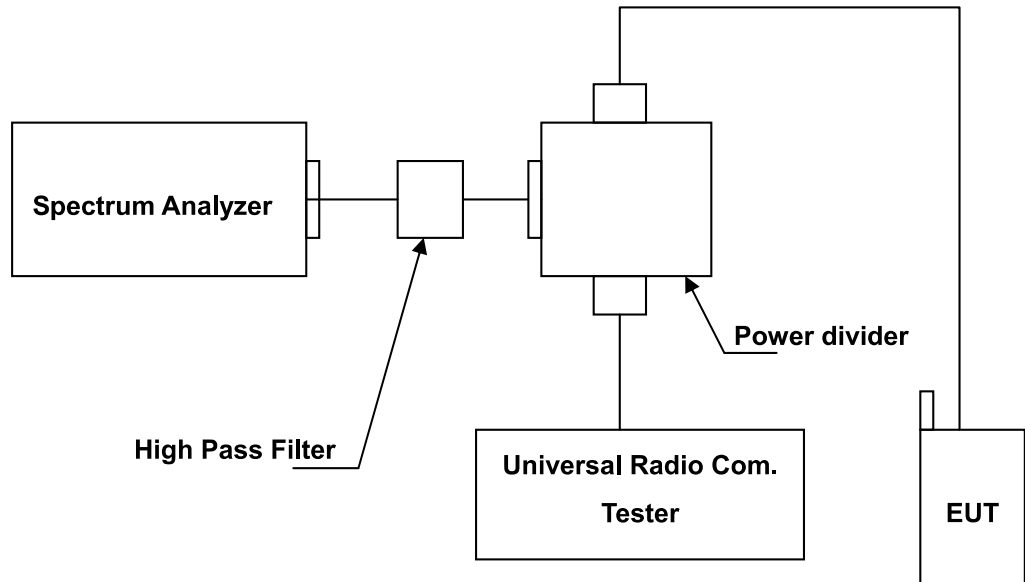 Spectrum Analyzer
Power divider
High Pass Filter
Universal Radio Com.
Tester
EUT